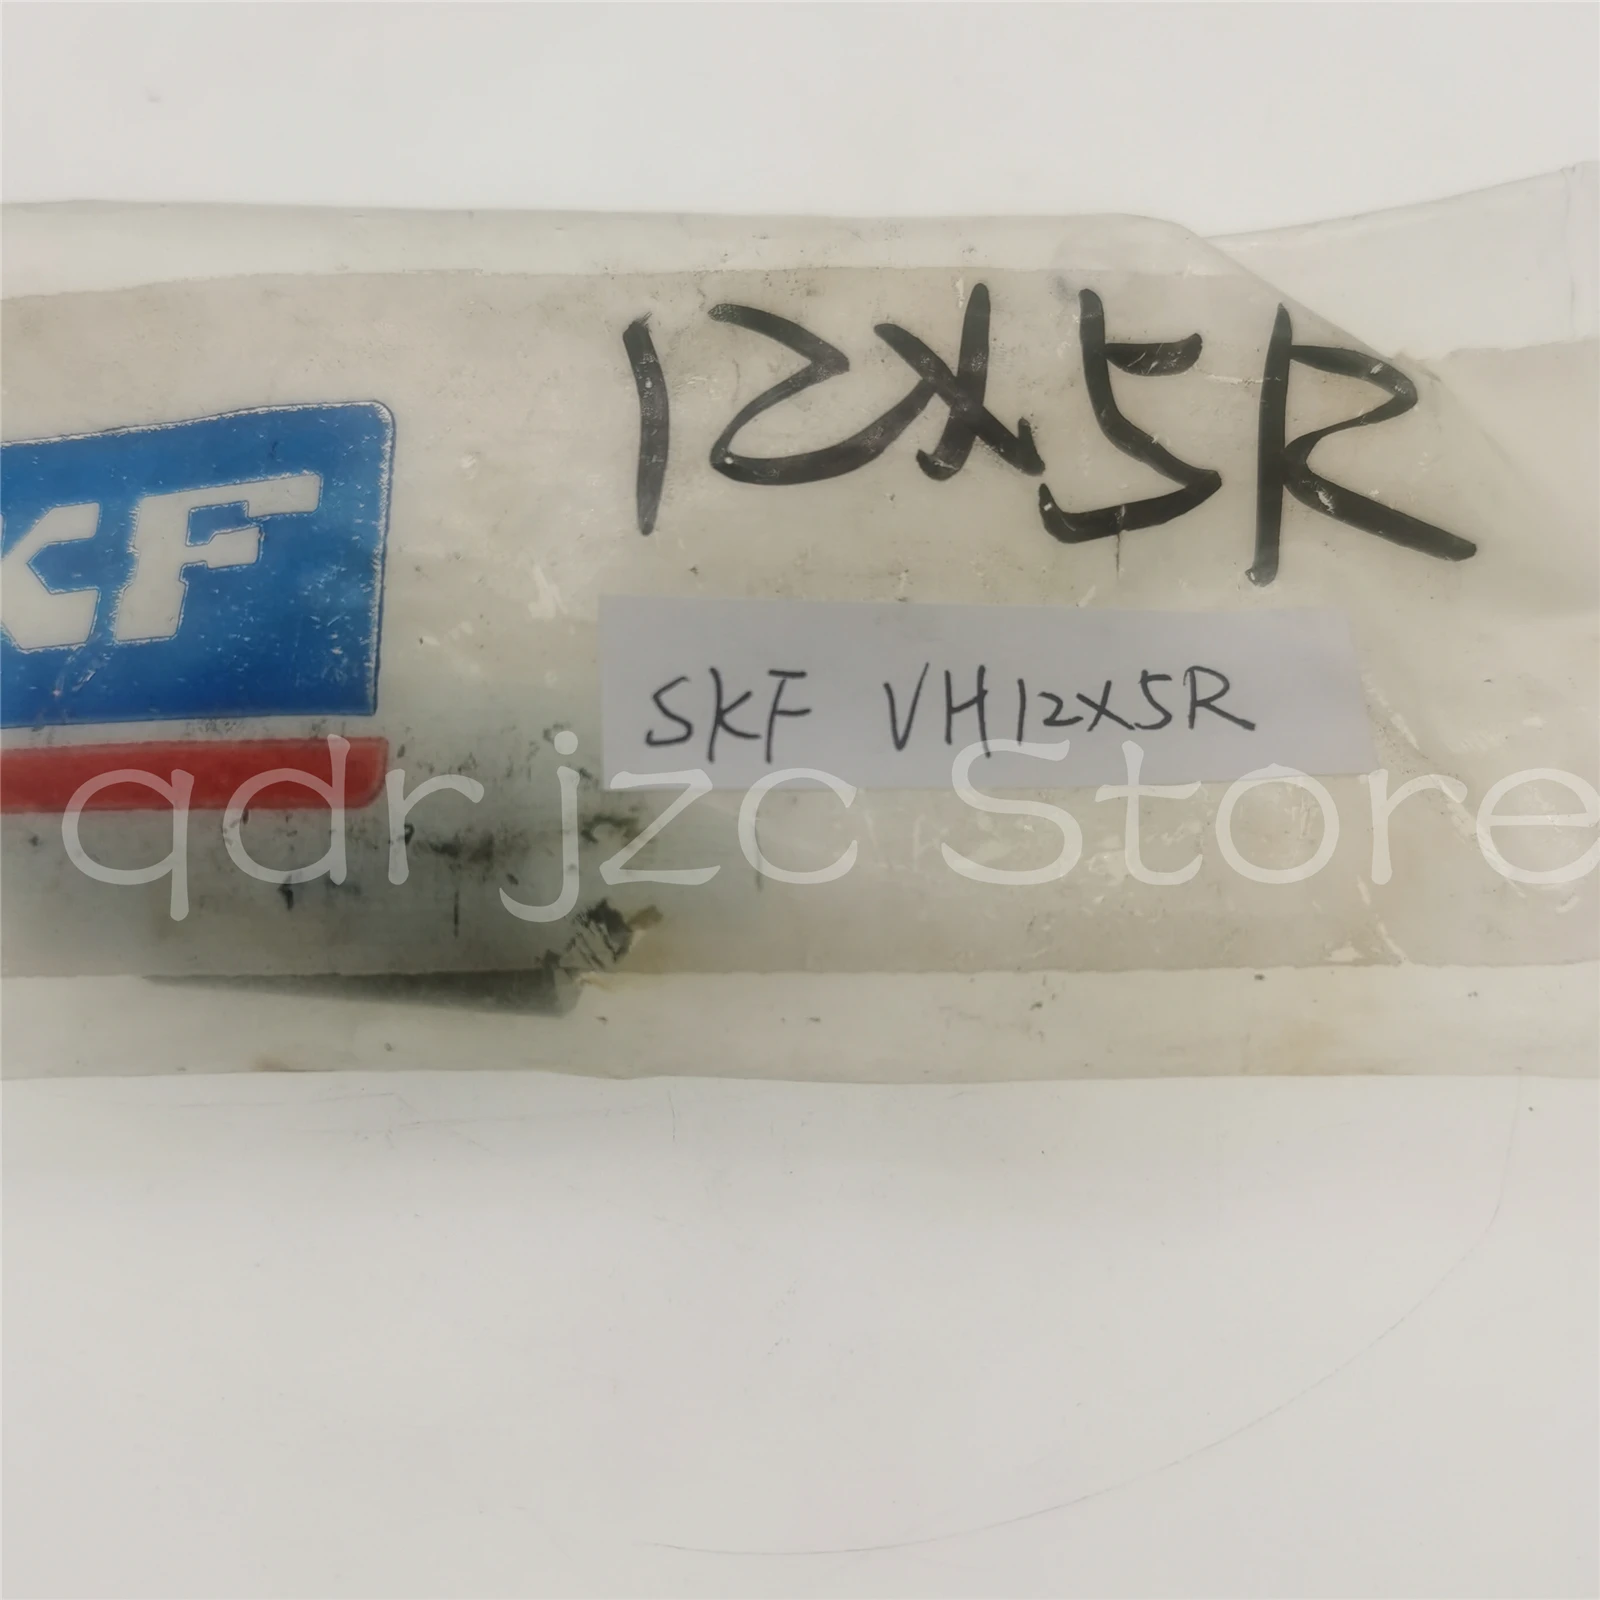 12x5R
KF
SKF VH12X5R
qdrjzc Store